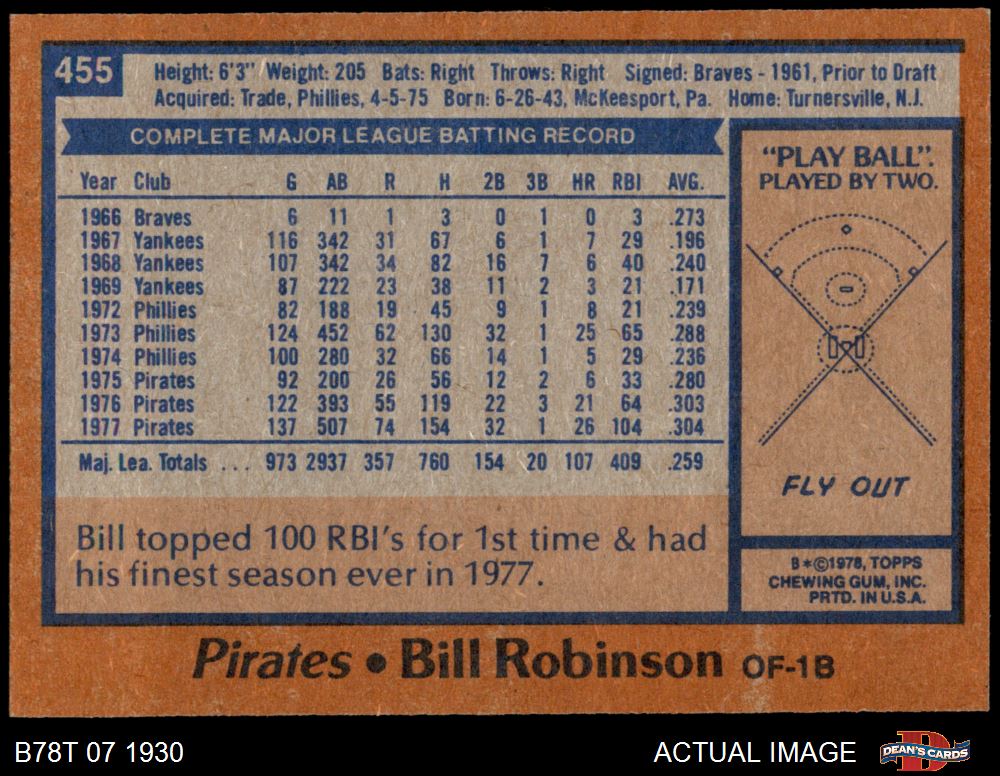 455
Height: 6'3" Weight: 205 Bats: Right Throws: Right Signed: Braves - 1961, Prior to Draft
Acquired: Trade, Phillies, 4-5-75 Born: 6-26-43, McKeesport, Pa. Home: Turnersville, N.J.
COMPLETE MAJOR LEAGUE BATTING RECORD
Year Club G AB R H 2B 3B HR RBI AVG.
1966 Braves 6 11 1 3 0 1 0 3 .273
1967 Yankees 116 342 31 67 6 1 7 29 .196
1968 Yankees 107 342 34 82 16 7 6 40 .240
1969 Yankees 87 222 23 38 11 2 3 21 .171
1972 Phillies 82 188 19 45 9 1 8 21 .239
1973 Phillies 124 452 62 130 32 1 25 65 .288
1974 Phillies 100 280 32 66 14 1 5 29 .236
1975 Pirates 92 200 26 56 12 2 6 33 .280
1976 Pirates 122 393 55 119 22 3 21 64 .303
1977 Pirates 137 507 74 154 32 1 26 104 .304
Maj. Lea. Totals ... 973 2937 357 760 154 20 107 409 .259
Bill topped 100 RBI's for 1st time & had
his finest season ever in 1977.
"PLAY BALL".
PLAYED BY TWO.
FLY OUT
B*©1978, TOPPS
CHEWING GUM, INC.
PRTD. IN U.S.A.
Pirates • Bill Robinson OF-1B
B78T 07 1930
ACTUAL IMAGE
DEAN'S CARDS